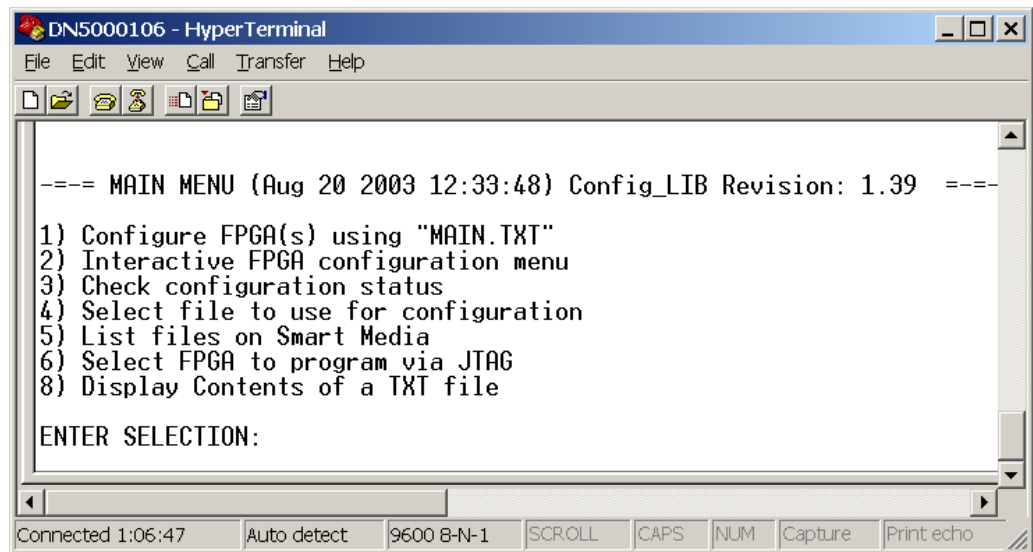 DN5000106 - HyperTerminal
File Edit View Call Transfer Help
-=-= MAIN MENU (Aug 20 2003 12:33:48) Config_LIB Revision: 1.39 =-=-
1) Configure FPGA(s) using "MAIN.TXT"
2) Interactive FPGA configuration menu
3) Check configuration status
4) Select file to use for configuration
5) List files on Smart Media
6) Select FPGA to program via JTAG
8) Display Contents of a TXT file
ENTER SELECTION:
Connected 1:06:47 Auto detect 9600 8-N-1 SCROLL CAPS NUM Capture Print echo